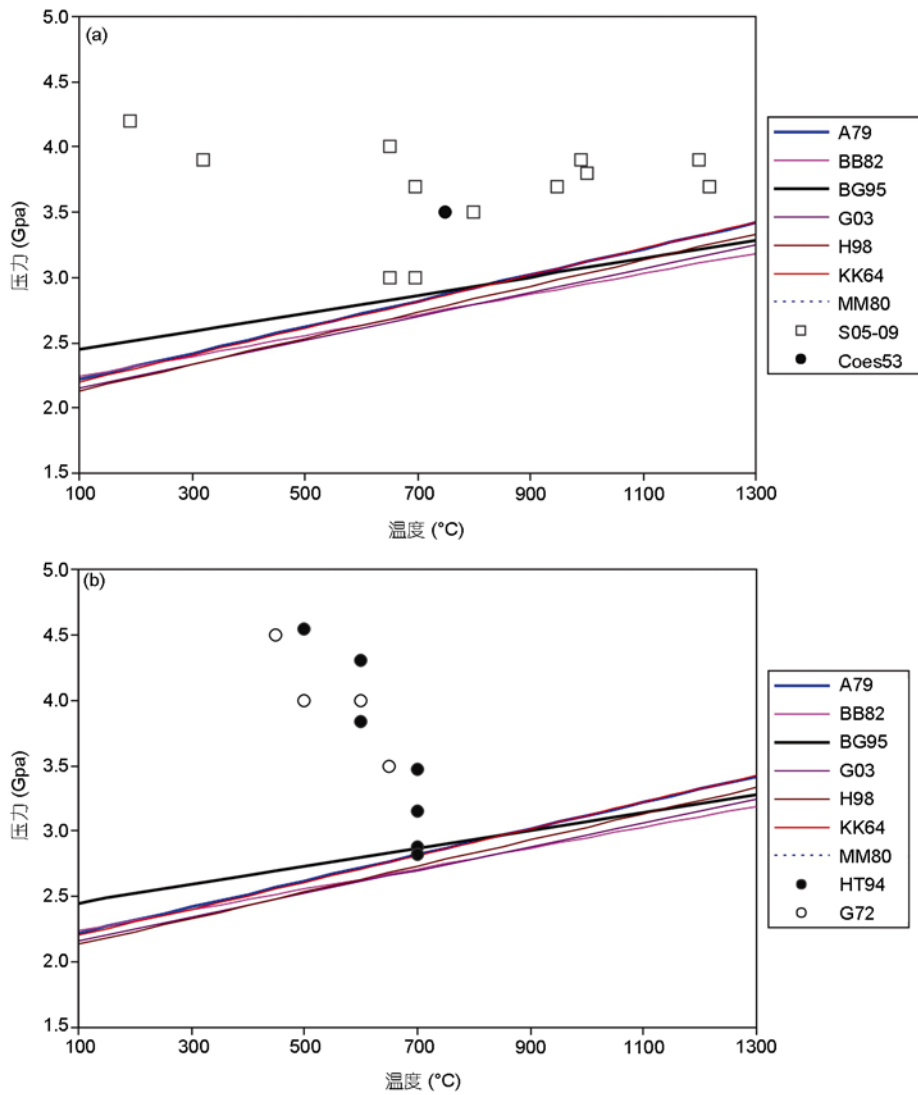 (a)
5.0
4.5
4.0
3.5
3.0
2.5
2.0
1.5
压力 (Gpa)
100 300 500 700 900 1100 1300
温度 (°C)
A79
BB82
BG95
G03
H98
KK64
MM80
S05-09
Coes53
(b)
5.0
4.5
4.0
3.5
3.0
2.5
2.0
1.5
压力 (Gpa)
100 300 500 700 900 1100 1300
温度 (°C)
A79
BB82
BG95
G03
H98
KK64
MM80
HT94
G72